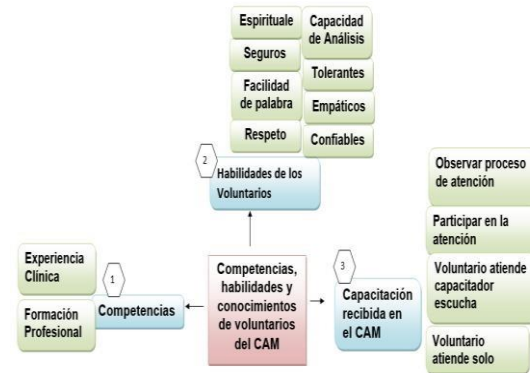 Espirituale
Seguros
Facilidad
de palabra
Respeto
Capacidad
de Análisis
Tolerantes
Empáticos
Confiables
2
Habilidades de los
Voluntarios
Experiencia
Clínica
Formación
Profesional
1
Competencias
Competencias,
habilidades y
conocimientos
de voluntarios
del CAM
3
Capacitación
recibida en
el CAM
Observar proceso
de atención
Participar en la
atención
Voluntario atiende
capacitador
escucha
Voluntario
atiende solo